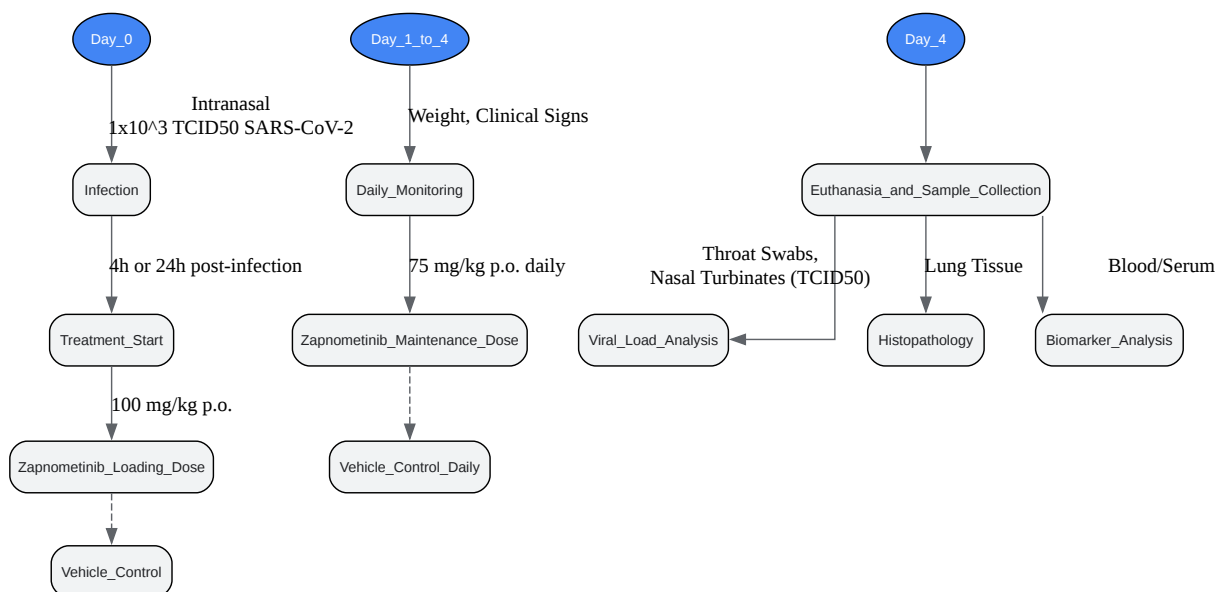 Day_0
Day_1_to_4
Day_4
Intranasal
1x10^3 TCID50 SARS-CoV-2
Weight, Clinical Signs
Infection
Daily_Monitoring
Euthanasia_and_Sample_Collection
4h or 24h post-infection
75 mg/kg p.o. daily
Throat Swabs,
Nasal Turbinates (TCID50)
Lung Tissue
Blood/Serum
Treatment_Start
Zapnometinib_Maintenance_Dose
Viral_Load_Analysis
Histopathology
Biomarker_Analysis
100 mg/kg p.o.
Zapnometinib_Loading_Dose
Vehicle_Control_Daily
Vehicle_Control